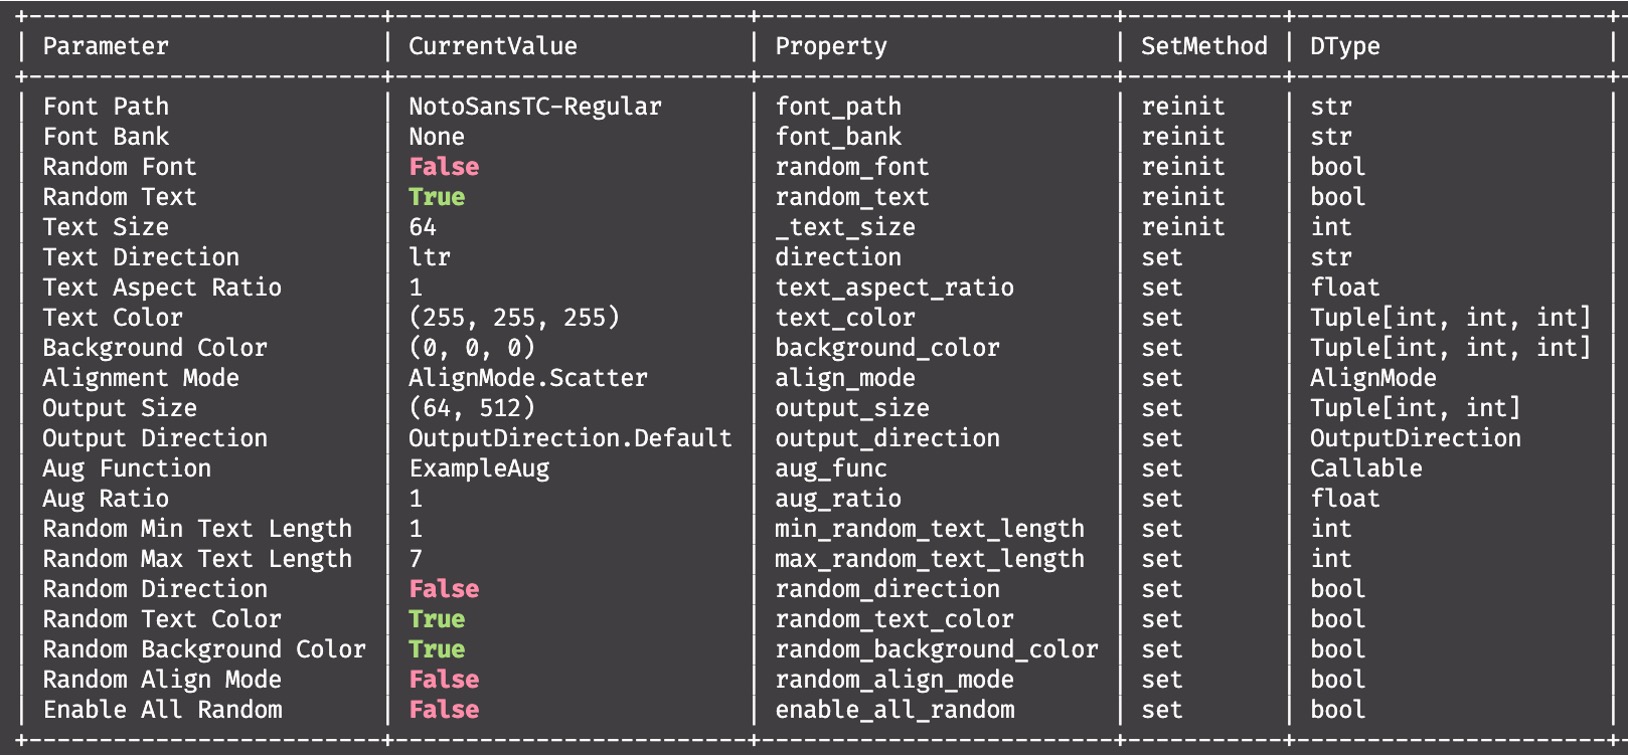 Parameter CurrentValue Property SetMethod DType
Font Path NotoSansTC-Regular font_path reinit str
Font Bank None font_bank reinit str
Random Font False random_font reinit bool
Random Text True random_text reinit bool
Text Size 64 _text_size reinit int
Text Direction ltr direction set str
Text Aspect Ratio 1 text_aspect_ratio set float
Text Color (255, 255, 255) text_color set Tuple[int, int, int]
Background Color (0, 0, 0) background_color set Tuple[int, int, int]
Alignment Mode AlignMode.Scatter align_mode set AlignMode
Output Size (64, 512) output_size set Tuple[int, int]
Output Direction OutputDirection.Default output_direction set OutputDirection
Aug Function ExampleAug aug_func set Callable
Aug Ratio 1 aug_ratio set float
Random Min Text Length 1 min_random_text_length set int
Random Max Text Length 7 max_random_text_length set int
Random Direction False random_direction set bool
Random Text Color True random_text_color set bool
Random Background Color True random_background_color set bool
Random Align Mode False random_align_mode set bool
Enable All Random False enable_all_random set bool